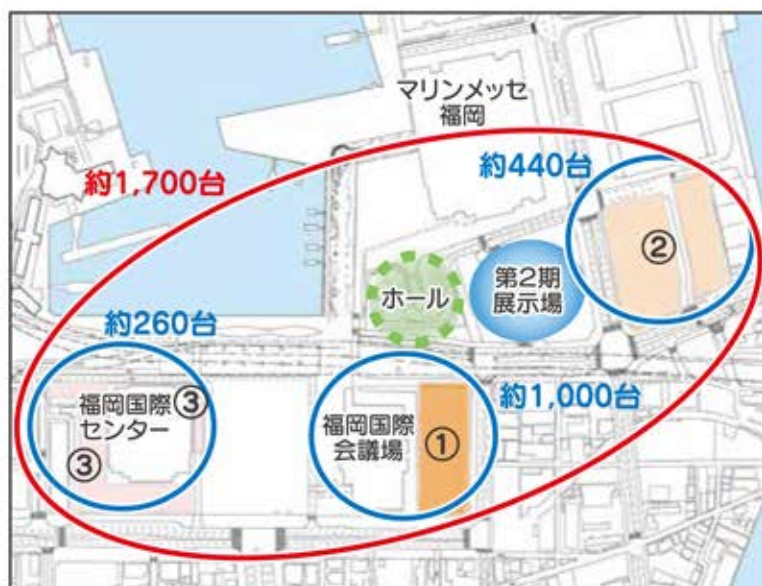 マリンメッセ
福岡
約1,700台
約440台
②
ホール
第2期
展示場
約260台
福岡国際③
センター
③
福岡国際
会議場
①
約1,000台